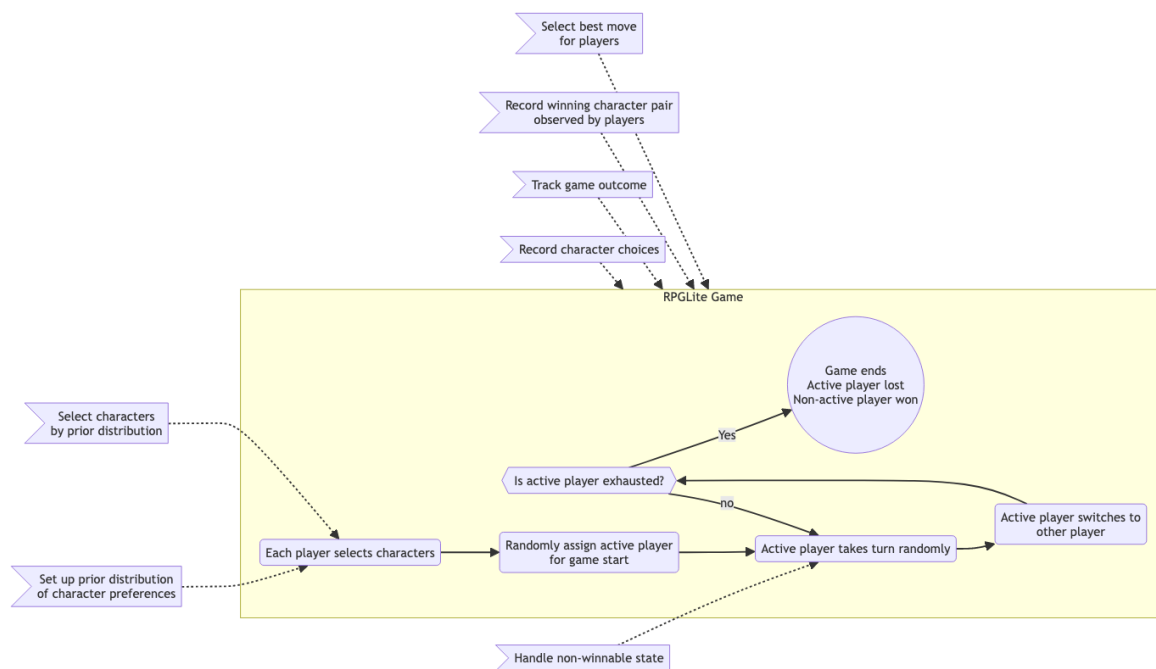 Select best move
for players
Record winning character pair
observed by players
Track game outcome
Record character choices
RPGLite Game
Game ends
Active player lost
Non-active player won
Select characters
by prior distribution
Yes
Is active player exhausted?
no
Active player switches to
other player
Each player selects characters
Randomly assign active player
for game start
Active player takes turn randomly
Set up prior distribution
of character preferences
Handle non-winnable state